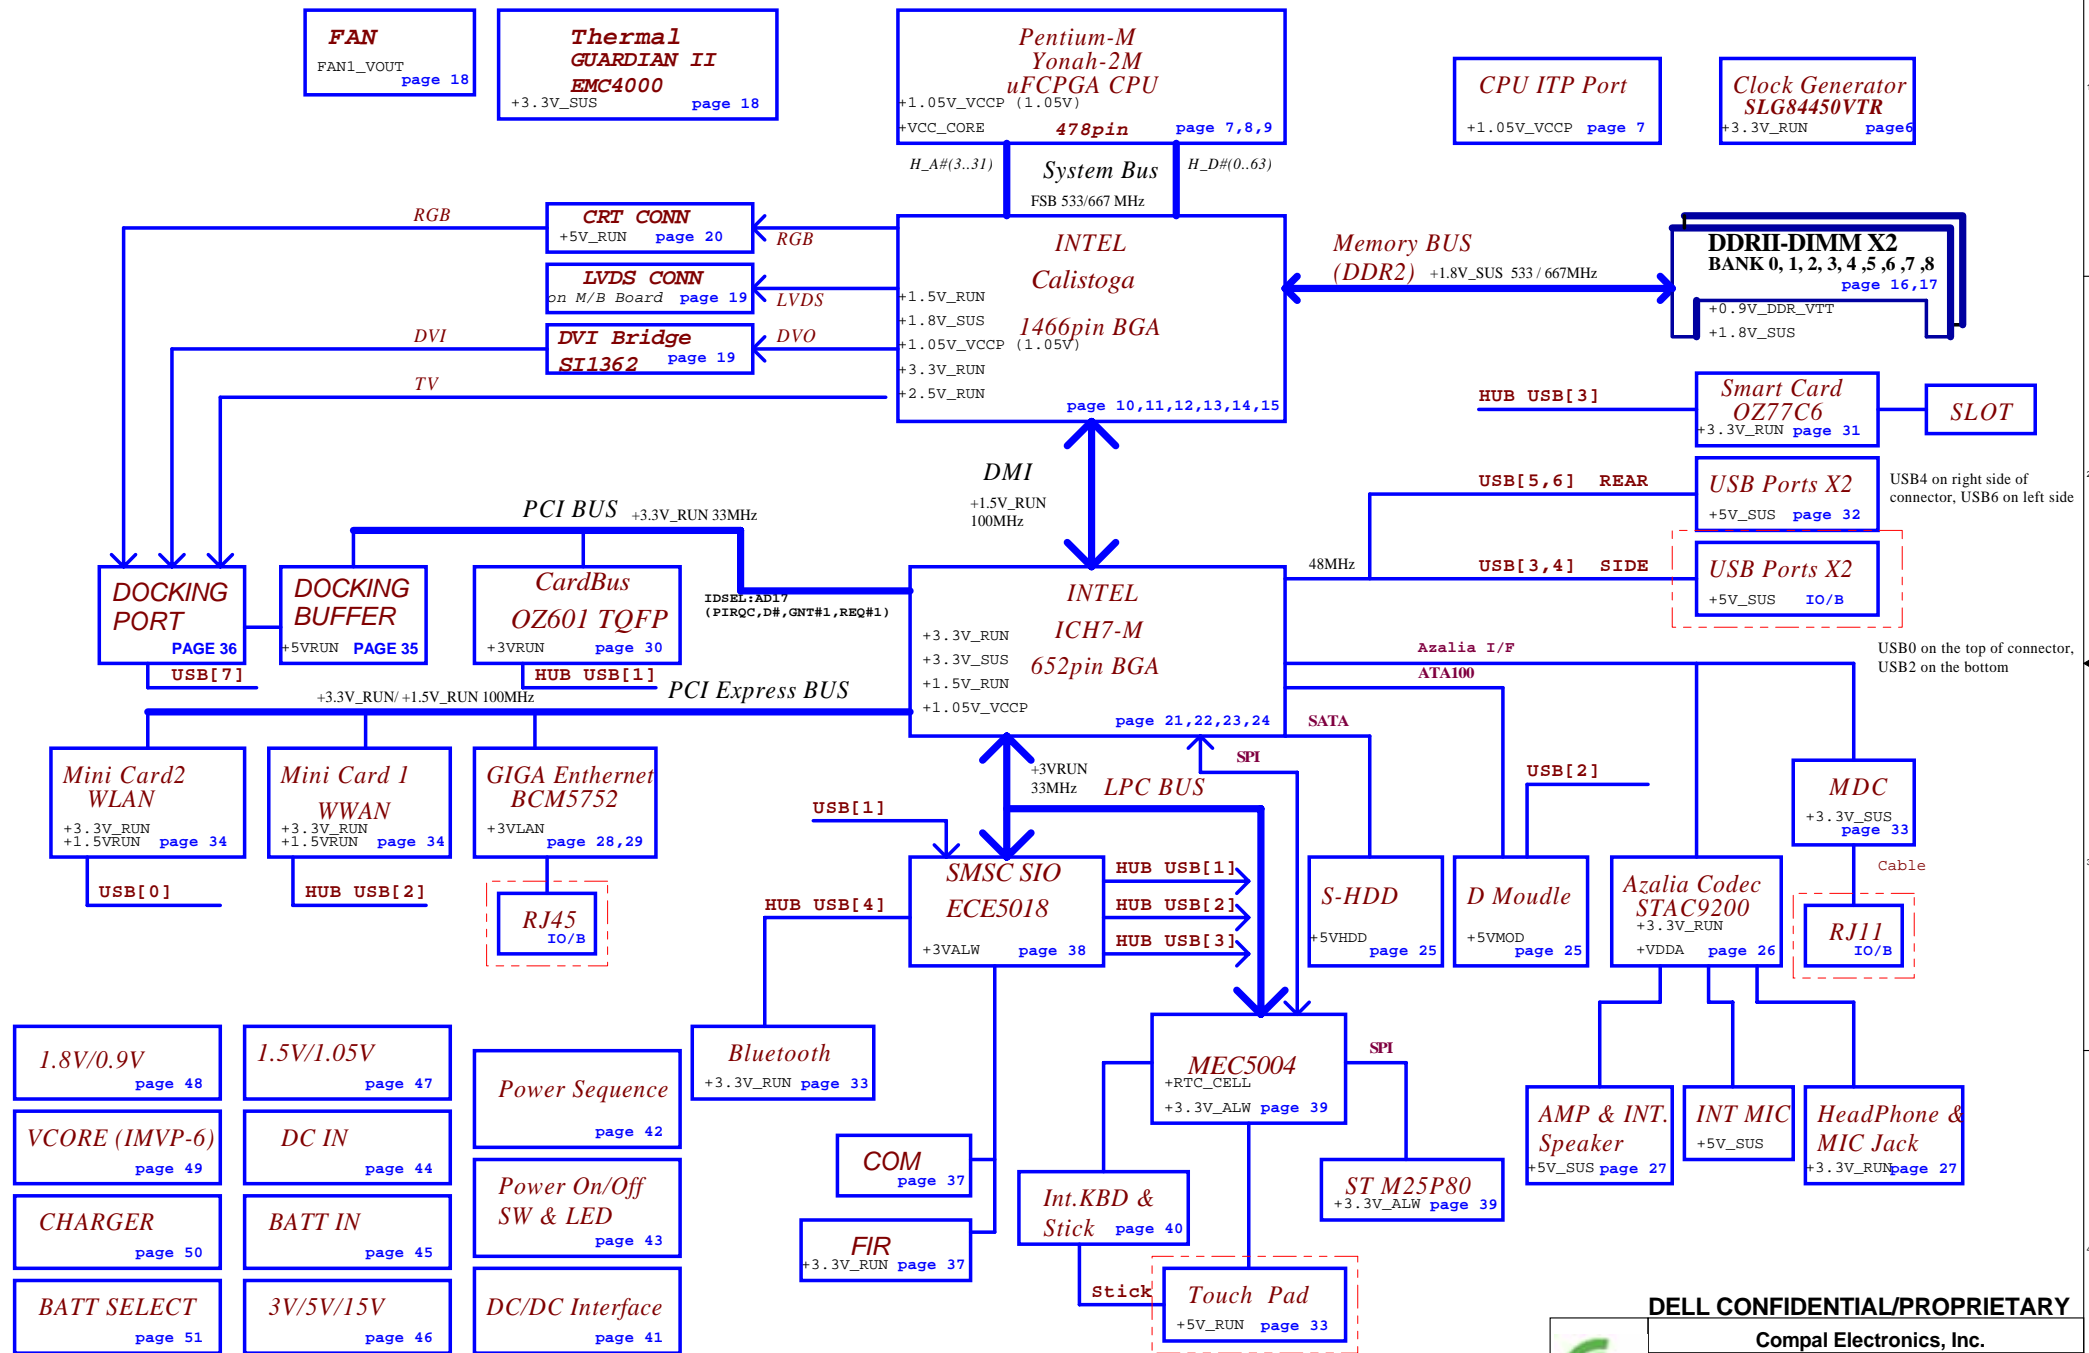 FAN
FAN1_VOUT
page 18
Thermal
GUARDIAN II
EMC4000
+3.3V_SUS
page 18
Pentium-M
Yonah-2M
uFCPGA CPU
+1.05V_VCCP (1.05V)
+VCC_CORE
478pin
page 7,8,9
CPU ITP Port
+1.05V_VCCP page 7
Clock Generator
SLG84450VTR
+3.3V_RUN
page6
H_A#(3..31)
System Bus
H_D#(0..63)
FSB 533/667 MHz
RGB
CRT CONN
+5V_RUN page 20
RGB
LVDS CONN
on M/B Board page 19
LVDS
DVI
DVI Bridge
SI1362
page 19
DVO
TV
INTEL
Calistoga
1466pin BGA
+1.5V_RUN
+1.8V_SUS
+1.05V_VCCP (1.05V)
+3.3V_RUN
+2.5V_RUN
page 10,11,12,13,14,15
Memory BUS
(DDR2) +1.8V_SUS 533 / 667MHz
DDRII-DIMM X2
BANK 0, 1, 2, 3, 4 ,5 ,6 ,7 ,8
page 16,17
+0.9V_DDR_VTT
+1.8V_SUS
HUB USB[3]
Smart Card
OZ77C6
+3.3V_RUN page 31
SLOT
DMI
+1.5V_RUN
100MHz
USB[5,6] REAR
USB Ports X2
+5V_SUS page 32
USB4 on right side of
connector, USB6 on left side
PCI BUS +3.3V_RUN 33MHz
48MHz
USB[3,4] SIDE
USB Ports X2
+5V_SUS IO/B
DOCKING
PORT
PAGE 36
DOCKING
BUFFER
+5VRUN PAGE 35
CardBus
OZ601 TQFP
+3VRUN page 30
IDSEL:AD17
(PIRQC,D#,GNT#1,REQ#1)
INTEL
ICH7-M
652pin BGA
+3.3V_RUN
+3.3V_SUS
+1.5V_RUN
+1.05V_VCCP
page 21,22,23,24
Azalia I/F
ATA100
USB0 on the top of connector,
USB2 on the bottom
USB[7]
HUB USB[1]
+3.3V_RUN/ +1.5V_RUN 100MHz
PCI Express BUS
SATA
SPI
Mini Card2
WLAN
+3.3V_RUN
+1.5VRUN page 34
Mini Card 1
WWAN
+3.3V_RUN
+1.5VRUN page 34
GIGA Enthernet
BCM5752
+3VLAN
page 28,29
+3VRUN
33MHz
LPC BUS
USB[2]
MDC
+3.3V_SUS
page 33
USB[1]
USB[0]
HUB USB[2]
RJ45
IO/B
HUB USB[4]
SMSC SIO
ECE5018
+3VALW page 38
HUB USB[1]
HUB USB[2]
HUB USB[3]
S-HDD
+5VHDD
page 25
D Moudle
+5VMOD
page 25
Azalia Codec
STAC9200
+3.3V_RUN
+VDDA page 26
Cable
RJ11
IO/B
1.8V/0.9V
page 48
1.5V/1.05V
page 47
Power Sequence
page 42
Bluetooth
+3.3V_RUN page 33
MEC5004
+RTC_CELL
+3.3V_ALW page 39
SPI
AMP & INT.
Speaker
+5V_SUS page 27
INT MIC
+5V_SUS
HeadPhone &
MIC Jack
+3.3V_RUN page 27
VCORE (IMVP-6)
page 49
DC IN
page 44
Power On/Off
SW & LED
page 43
COM
page 37
Int.KBD &
Stick page 40
ST M25P80
+3.3V_ALW page 39
CHARGER
page 50
BATT IN
page 45
FIR
+3.3V_RUN page 37
BATT SELECT
page 51
3V/5V/15V
page 46
DC/DC Interface
page 41
Stick
Touch Pad
+5V_RUN page 33
DELL CONFIDENTIAL/PROPRIETARY
Compal Electronics, Inc.